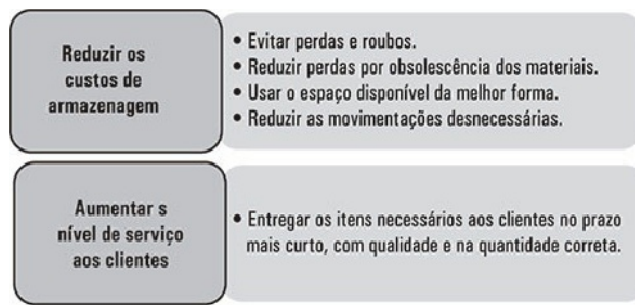 Reduzir os
custos de
armazenagem
• Evitar perdas e roubos.
• Reduzir perdas por obsolescência dos materiais.
• Usar o espaço disponível da melhor forma.
• Reduzir as movimentações desnecessárias.
Aumentar s
nível de serviço
aos clientes
• Entregar os itens necessários aos clientes no prazo
mais curto, com qualidade e na quantidade correta.